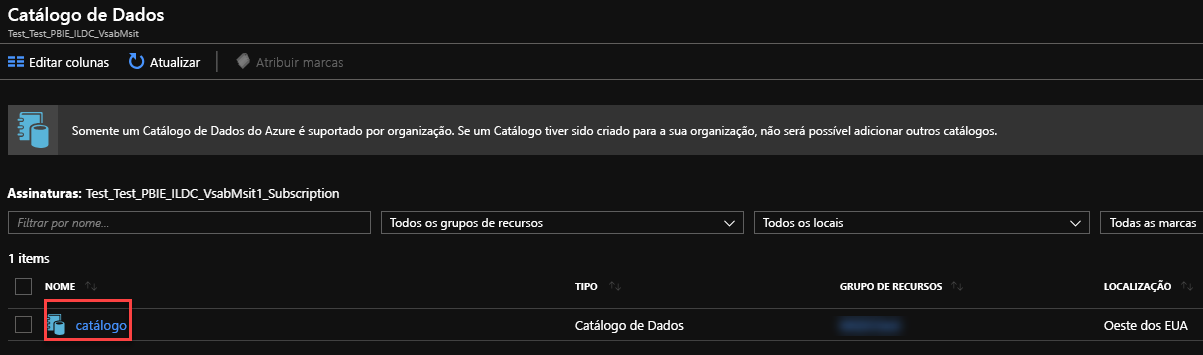 Catálogo de Dados
Test_Test_PBIE_ILDC_VsabMsit
Editar colunas Atualizar Atribuir marcas
Somente um Catálogo de Dados do Azure é suportado por organização. Se um Catálogo tiver sido criado para a sua organização, não será possível adicionar outros catálogos.
Assinaturas: Test_Test_PBIE_ILDC_VsabMsit1_Subscription
Filtrar por nome... Todos os grupos de recursos Todos os locais Todas as marcas
1 items
NOME TIPO GRUPO DE RECURSOS LOCALIZAÇÃO
catálogo Catálogo de Dados Oeste dos EUA